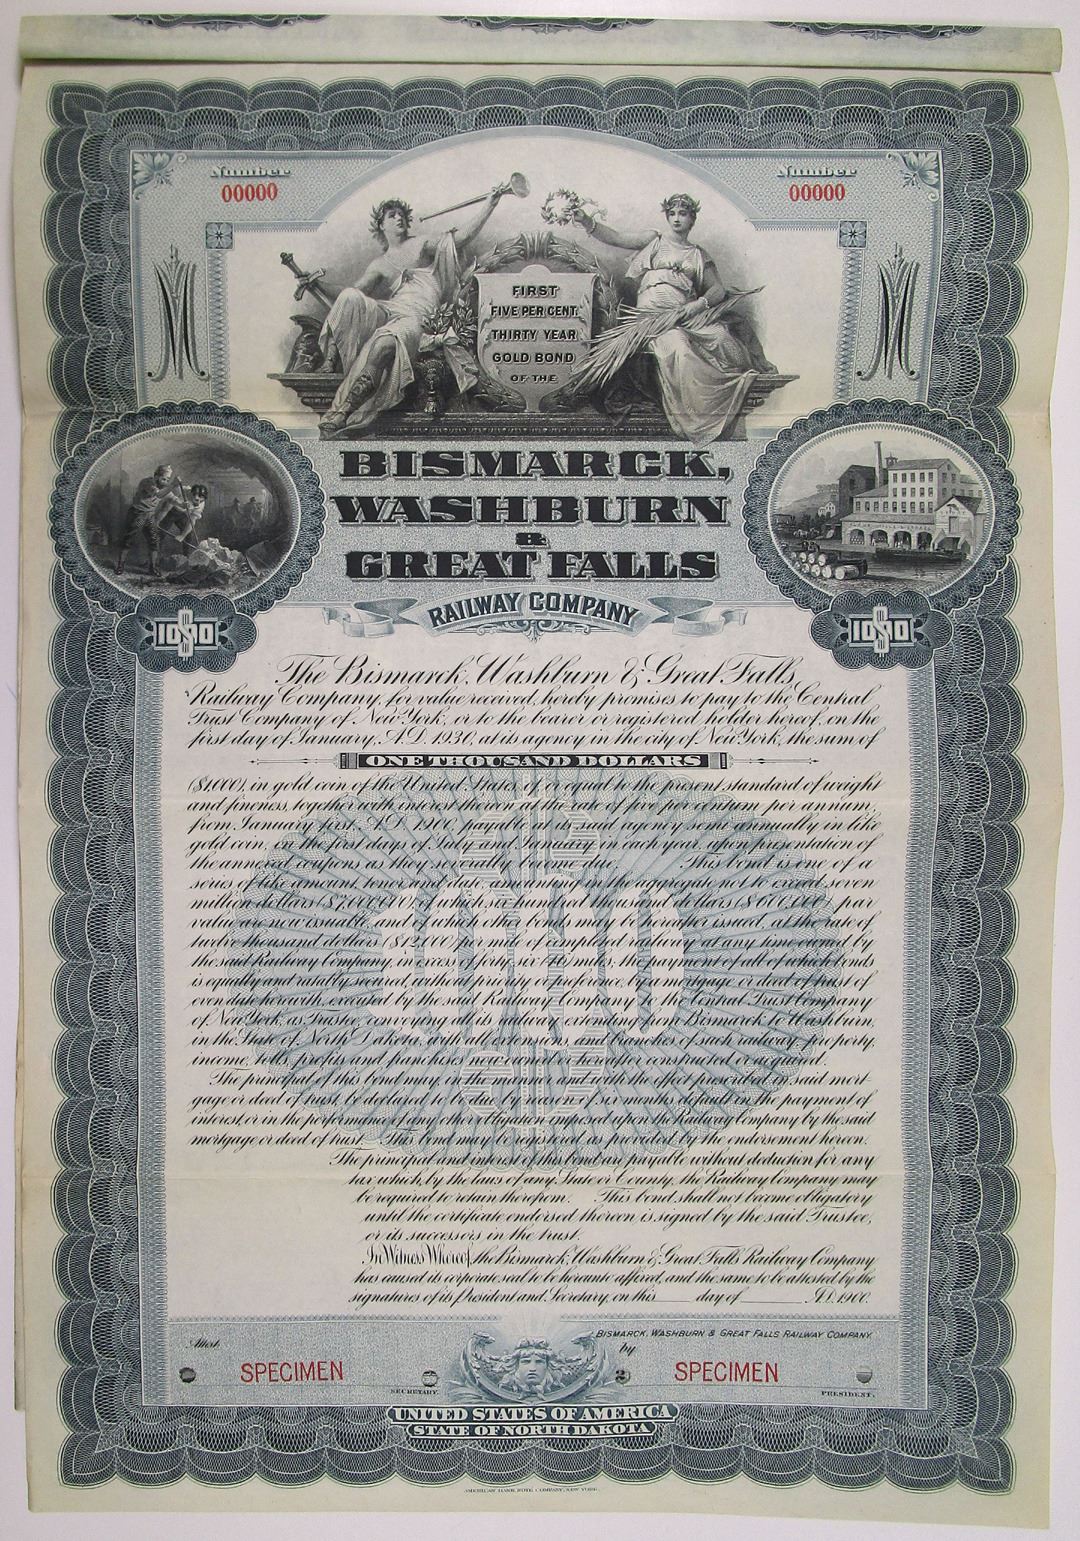 Number
00000
Number
00000
M
M
FIRST
FIVE PER CENT.
THIRTY YEAR
GOLD BOND
OF THE
BISMARCK,
WASHBURN
&
GREAT FALLS
RAILWAY COMPANY
$1000
$1000
The Bismarck, Washburn & Great Falls
Railway Company, for value received, hereby promises to pay to the Central
Trust Company of New York, or to the bearer or registered holder hereof, on the
first day of January, A.D. 1930, at its agency in the city of New York, the sum of
ONE THOUSAND DOLLARS
($1,000), in gold coin of the United States, of or equal to the present standard of weight
and fineness, together with interest thereon at the rate of five per centum per annum,
from January first, A.D. 1900, payable at its said agency semi-annually in like
gold coin, on the first days of July and January in each year, upon presentation of
the annexed coupons as they severally become due. This bond is one of a
series of like amount, tenor and date, amounting in the aggregate not to exceed seven
million dollars ($7,000,000), of which six hundred thousand dollars ($600,000), par
value are now issuable, and of which other bonds may be hereafter issued, at the rate of
twelve thousand dollars ($12,000) per mile of completed railway at any time owned by
the said Railway Company, in excess of forty-six (46) miles, the payment of all of which bonds
is equally and ratably secured, without priority or preference, by a mortgage or deed of trust of
even date herewith, executed by the said Railway Company to the Central Trust Company
of New York, as Trustee, conveying all its railway, extending from Bismarck to Washburn,
in the State of North Dakota, with all extensions, and branches of such railway, property,
income, tolls, profits and franchises now owned or hereafter constructed or acquired.
The principal of this bond may, in the manner and with the effect prescribed in said mort-
gage or deed of trust, be declared to be due by reason of six months default in the payment of
interest, or in the performance of any other obligation imposed upon the Railway Company by the said
mortgage or deed of trust. This bond may be registered as provided by the endorsement hereon.
The principal and interest of this bond are payable without deduction for any
tax which, by the laws of any State or County, the Railway Company may
be required to retain therefrom. This bond shall not become obligatory
until the certificate endorsed thereon, is signed by the said Trustee,
or its successors in the trust.
In Witness Whereof, the Bismarck, Washburn & Great Falls Railway Company
has caused its corporate seal to be hereunto affixed, and the same to be attested by the
signatures of its President and Secretary, on this ____ day of ________ A.D. 1900.
Attest:
BISMARCK, WASHBURN & GREAT FALLS RAILWAY COMPANY,
by
SPECIMEN
SPECIMEN
SECRETARY.
PRESIDENT.
UNITED STATES OF AMERICA
STATE OF NORTH DAKOTA
AMERICAN BANK NOTE COMPANY, NEW YORK.